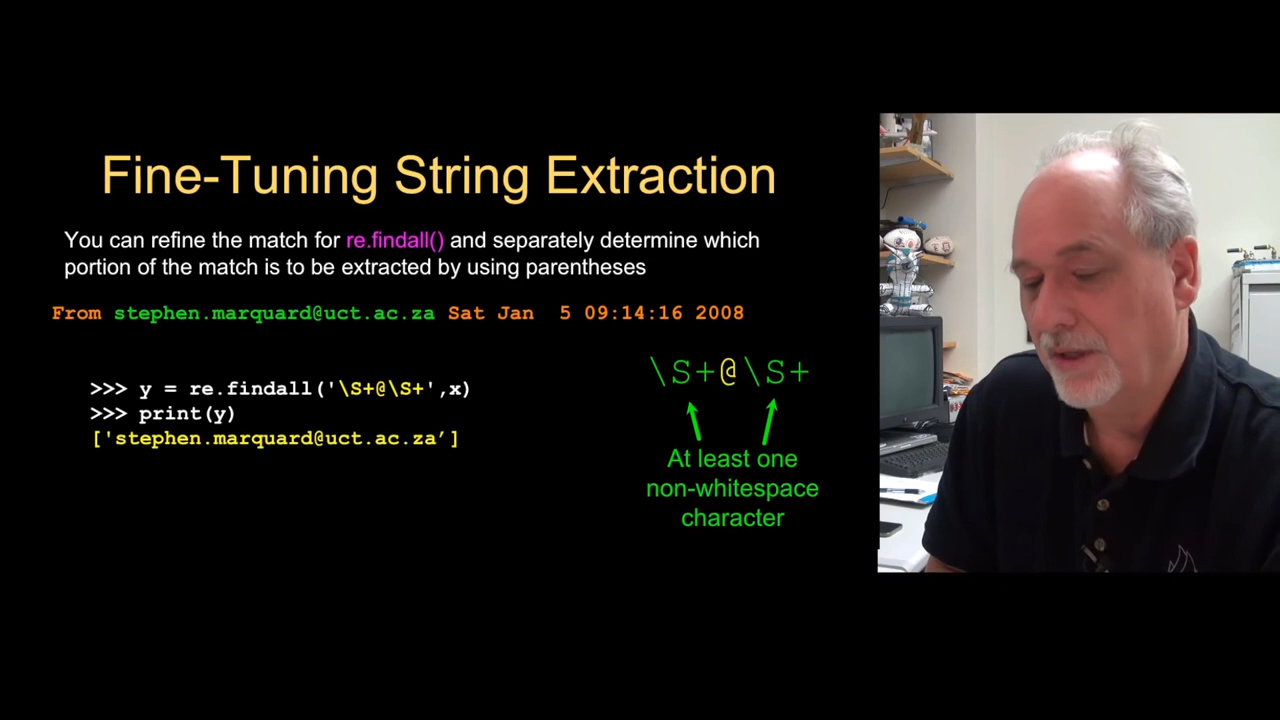 Fine-Tuning String Extraction
You can refine the match for re.findall() and separately determine which
portion of the match is to be extracted by using parentheses
From stephen.marquard@uct.ac.za Sat Jan  5 09:14:16 2008
>>> y = re.findall('\S+@\S+',x)
>>> print(y)
['stephen.marquard@uct.ac.za’]
\S+@\S+
At least one
non-whitespace
character